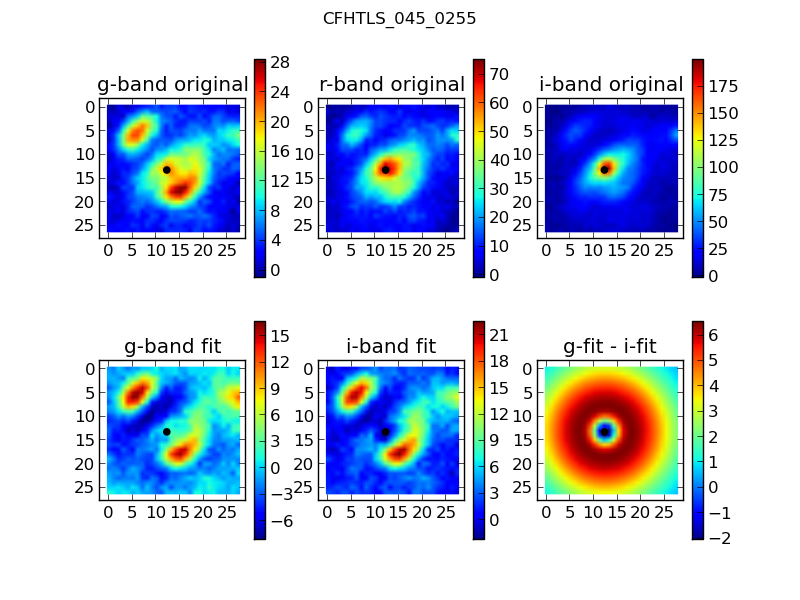 CFHTLS_045_0255
g-band original
r-band original
i-band original
0 5 10 15 20 25
0 5 10 15 20 25
28 24 20 16 12 8 4 0
0 5 10 15 20 25
0 5 10 15 20 25
70 60 50 40 30 20 10 0
0 5 10 15 20 25
0 5 10 15 20 25
175 150 125 100 75 50 25 0
g-band fit
i-band fit
g-fit - i-fit
0 5 10 15 20 25
0 5 10 15 20 25
15 12 9 6 3 0 −3 −6
0 5 10 15 20 25
0 5 10 15 20 25
21 18 15 12 9 6 3 0
0 5 10 15 20 25
0 5 10 15 20 25
6 5 4 3 2 1 0 −1 −2